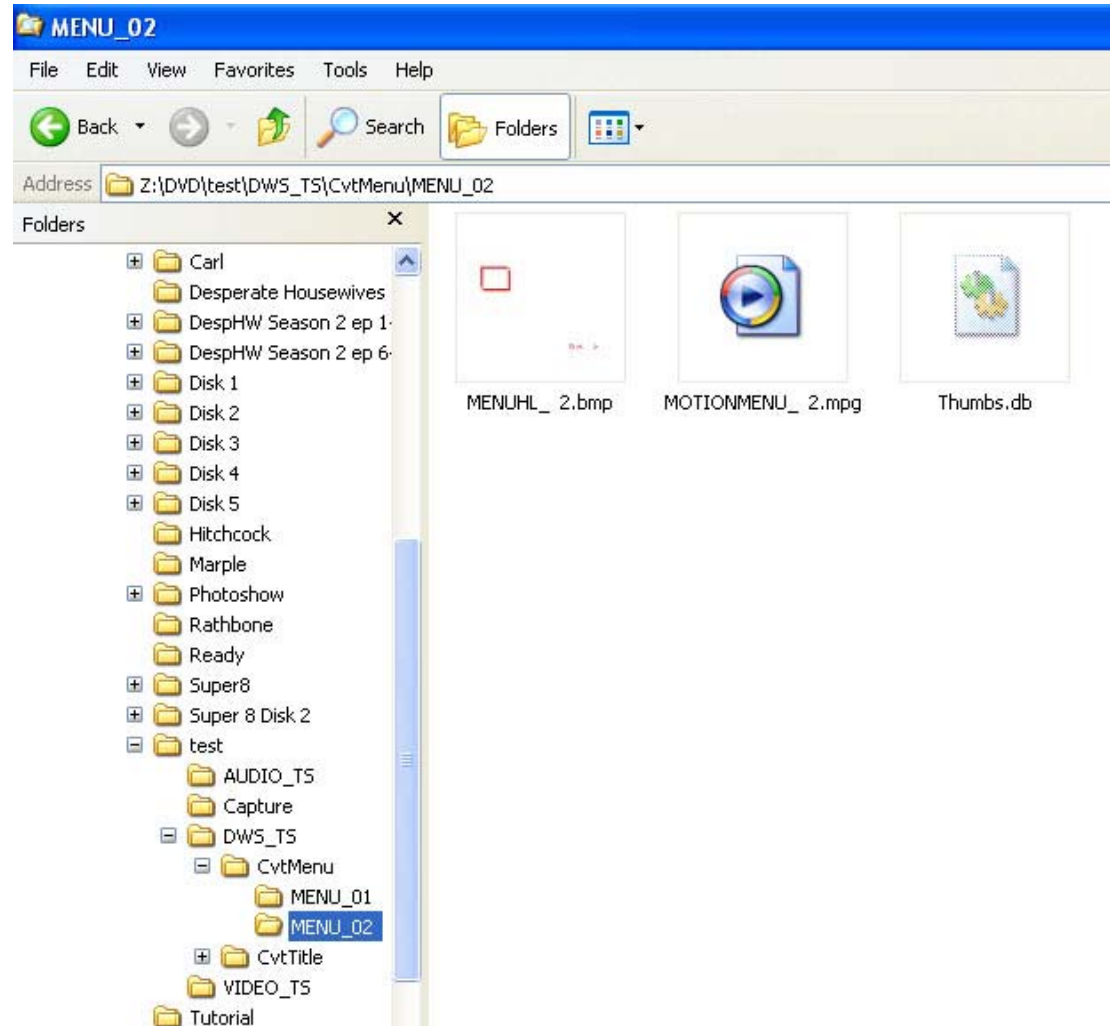 MENU_02
File Edit View Favorites Tools Help
Back Search Folders
Address Z:\DVD\test\DWS_TS\CvtMenu\MENU_02
Folders
Carl
Desperate Housewives
DespHW Season 2 ep 1-
DespHW Season 2 ep 6-
Disk 1
Disk 2
Disk 3
Disk 4
Disk 5
Hitchcock
Marple
Photoshow
Rathbone
Ready
Super8
Super 8 Disk 2
test
AUDIO_TS
Capture
DWS_TS
CvtMenu
MENU_01
MENU_02
CvtTitle
VIDEO_TS
Tutorial
MENUHL_ 2.bmp MOTIONMENU_ 2.mpg Thumbs.db